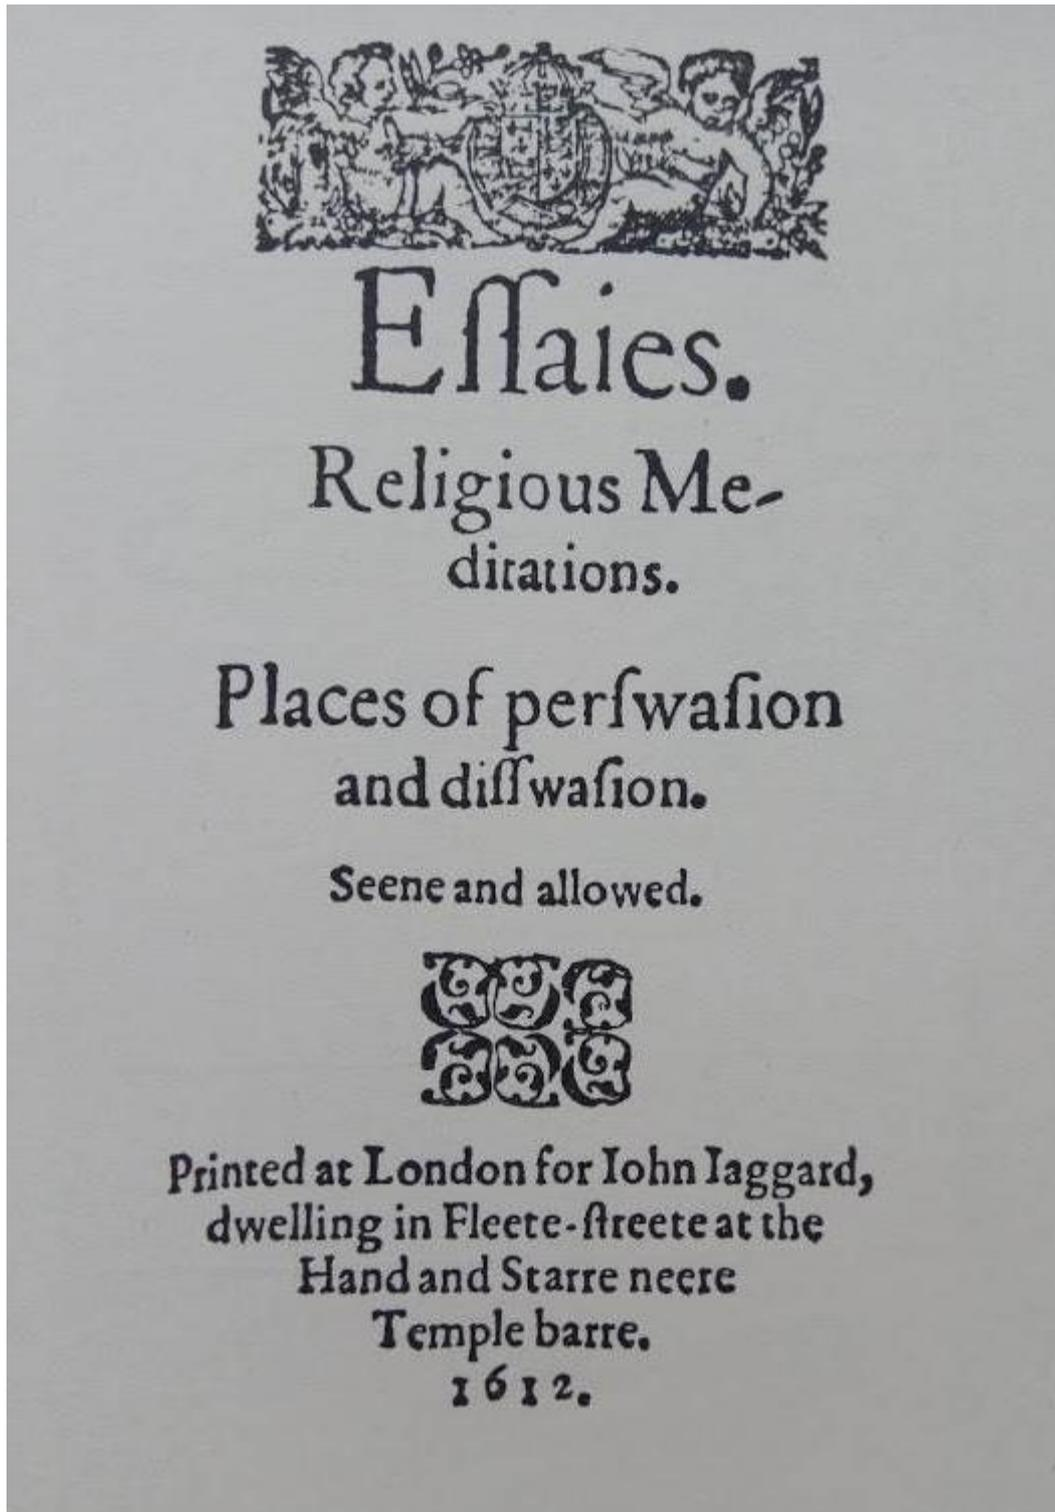 Eſſaies.
Religious Me-
ditations.
Places of perſwaſion
and diſſwaſion.
Seene and allowed.
Printed at London for Iohn Iaggard,
dwelling in Fleete-ſtreete at the
Hand and Starre neere
Temple barre.
1612.